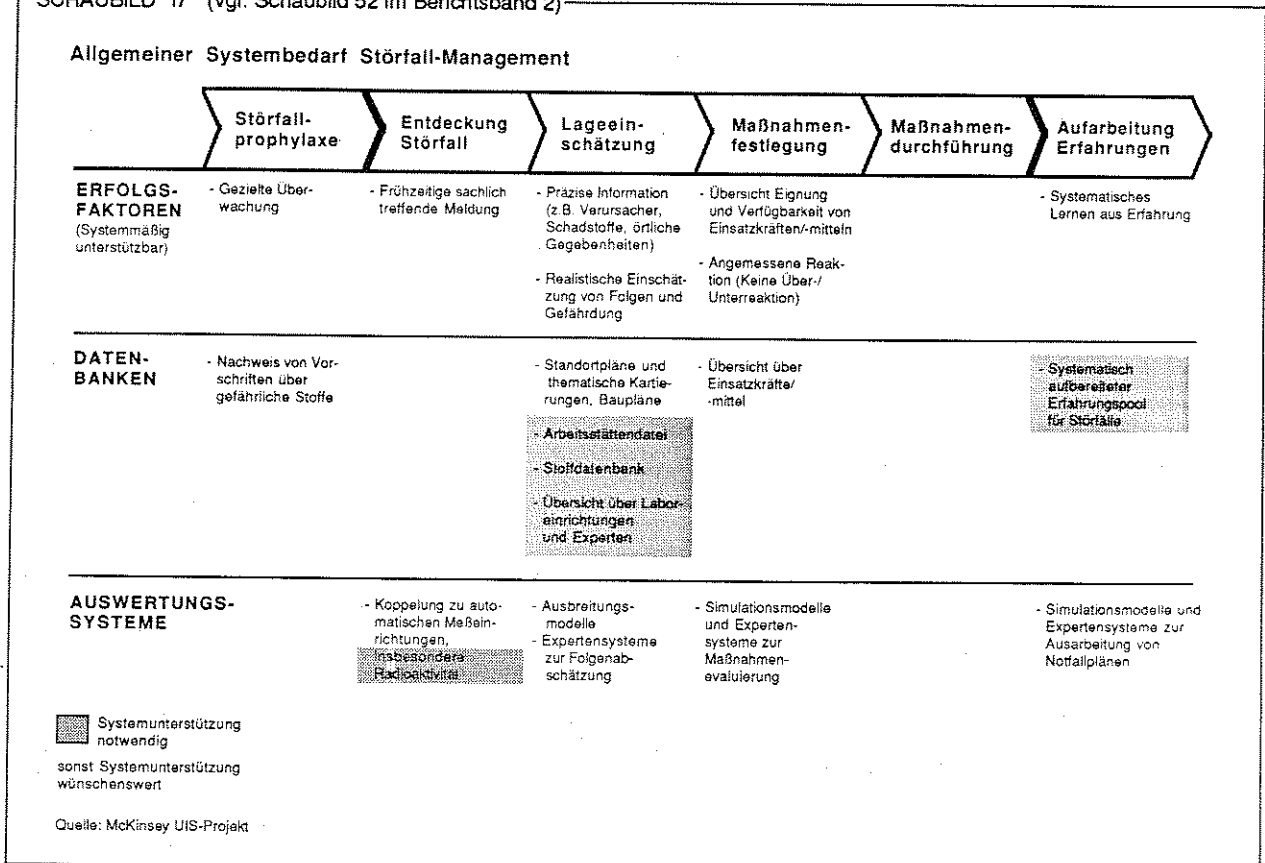 SCHAUBILD 17 (vgl. Schaubild 52 im Berichtsband 2)
Allgemeiner Systembedarf Störfall-Management
Störfall-
prophylaxe
Entdeckung
Störfall
Lageein-
schätzung
Maßnahmen-
festlegung
Maßnahmen-
durchführung
Aufarbeitung
Erfahrungen
ERFOLGS-
FAKTOREN
(Systemmäßig
unterstützbar)
- Gezielte Über-
wachung
- Frühzeitige sachlich
treffende Meldung
- Präzise Information
(z.B. Verursacher,
Schadstoffe, örtliche
Gegebenheiten)
- Realistische Einschät-
zung von Folgen und
Gefährdung
- Übersicht Eignung
und Verfügbarkeit von
Einsatzkräften/-mitteln
- Angemessene Reak-
tion (Keine Über-/
Unterreaktion)
- Systematisches
Lernen aus Erfahrung
DATEN-
BANKEN
- Nachweis von Vor-
schriften über
gefährliche Stoffe
- Standortpläne und
thematische Kartie-
rungen, Baupläne
- Arbeitsstättendatei
- Stoffdatenbank
- Übersicht über Labor-
einrichtungen
und Experten
- Übersicht über
Einsatzkräfte/
-mittel
- Systematisch
aufbereiteter
Erfahrungspool
für Störfälle
AUSWERTUNGS-
SYSTEME
- Koppelung zu auto-
matischen Meßein-
richtungen,
insbesondere
Radioaktivität
- Ausbreitungs-
modelle
- Expertensysteme
zur Folgenab-
schätzung
- Simulationsmodelle
und Experten-
systeme zur
Maßnahmen-
evaluierung
- Simulationsmodelle und
Expertensysteme zur
Ausarbeitung von
Notfallplänen
Systemunterstützung
notwendig
sonst Systemunterstützung
wünschenswert
Quelle: McKinsey UIS-Projekt